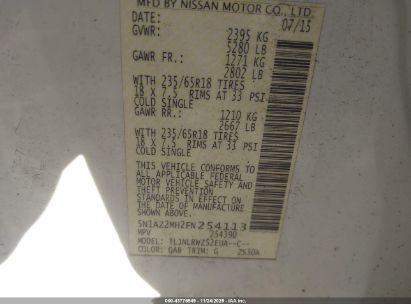 MFD BY NISSAN MOTOR CO., LTD.
DATE: 07/15
GVWR: 2395 KG
5280 LB
GAWR FR.: 1271 KG
2802 LB
WITH 235/65R18 TIRES
18 X 7.5 RIMS AT 33 PSI
COLD SINGLE
GAWR RR.: 1210 KG
2667 LB
WITH 235/65R18 TIRES
18 X 7.5 RIMS AT 33 PSI
COLD SINGLE
THIS VEHICLE CONFORMS TO
ALL APPLICABLE FEDERAL
MOTOR VEHICLE SAFETY AND
THEFT PREVENTION
STANDARDS IN EFFECT ON
THE DATE OF MANUFACTURE
SHOWN ABOVE.
5N1AZ2MH2FN254113
MPV 254390
MODEL: TLJNLRWZ52EUA--C--
COLOR: QAB TRIM: G 2S30A